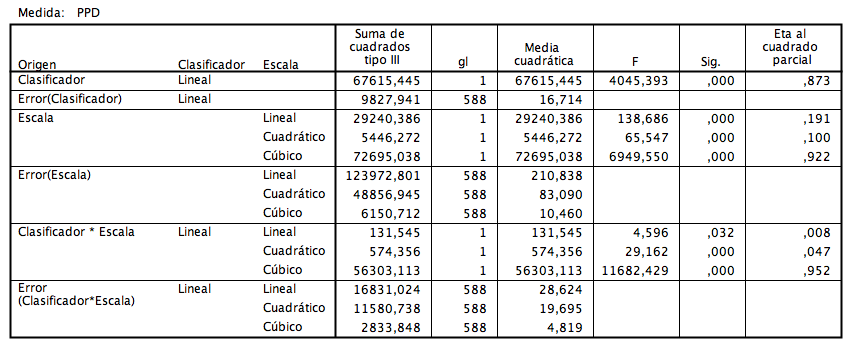 Medida: PPD
Origen Clasificador Escala Suma de cuadrados tipo III gl Media cuadrática F Sig. Eta al cuadrado parcial
Clasificador Lineal 67615,445 1 67615,445 4045,393 ,000 ,873
Error(Clasificador) Lineal 9827,941 588 16,714
Escala Lineal 29240,386 1 29240,386 138,686 ,000 ,191
Cuadrático 5446,272 1 5446,272 65,547 ,000 ,100
Cúbico 72695,038 1 72695,038 6949,550 ,000 ,922
Error(Escala) Lineal 123972,801 588 210,838
Cuadrático 48856,945 588 83,090
Cúbico 6150,712 588 10,460
Clasificador * Escala Lineal Lineal 131,545 1 131,545 4,596 ,032 ,008
Cuadrático 574,356 1 574,356 29,162 ,000 ,047
Cúbico 56303,113 1 56303,113 11682,429 ,000 ,952
Error (Clasificador*Escala) Lineal Lineal 16831,024 588 28,624
Cuadrático 11580,738 588 19,695
Cúbico 2833,848 588 4,819